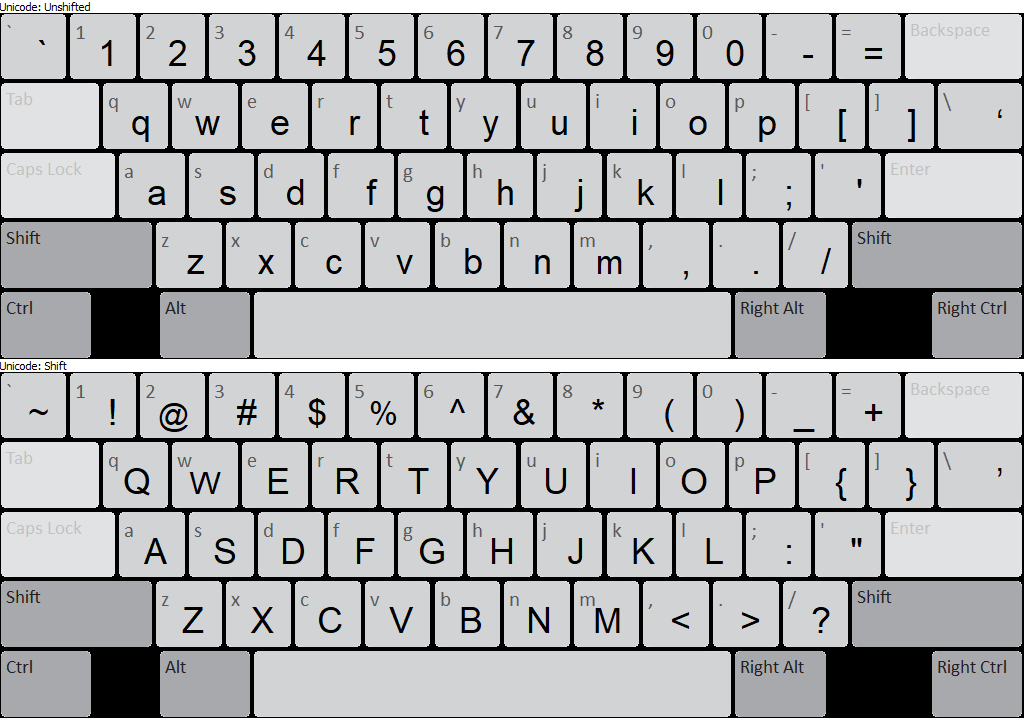 Unicode: Unshifted
` ` 1 1 2 2 3 3 4 4 5 5 6 6 7 7 8 8 9 9 0 0 - - = = Backspace
Tab q q w w e e r r t t y y u u i i o o p p [ [ ] ] \ ‘
Caps Lock a a s s d d f f g g h h j j k k l l ; ; ' ' Enter
Shift z z x x c c v v b b n n m m , , . . / / Shift
Ctrl Alt Right Alt Right Ctrl
Unicode: Shift
` ~ 1 ! 2 @ 3 # 4 $ 5 % 6 ^ 7 & 8 * 9 ( 0 ) - _ = + Backspace
Tab q Q w W e E r R t T y Y u U i I o O p P [ { ] } \ ’
Caps Lock a A s S d D f F g G h H j J k K l L ; : ' " Enter
Shift z Z x X c C v V b B n N m M , < . > / ? Shift
Ctrl Alt Right Alt Right Ctrl